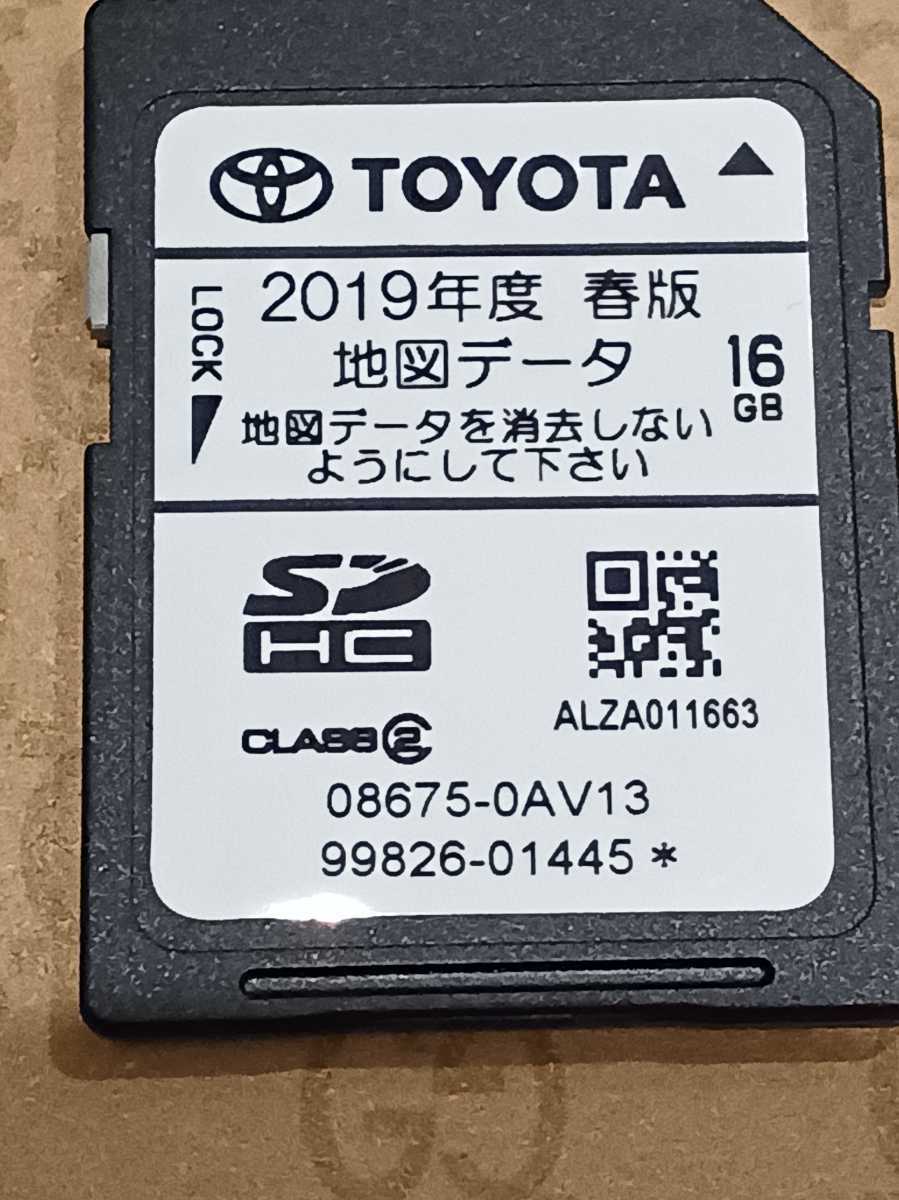 TOYOTA
LOCK
2019年度 春版
地図データ
16
GB
地図データを消去しない
ようにして下さい
SD
HC
CLASS2
ALZA011663
08675-0AV13
99826-01445*